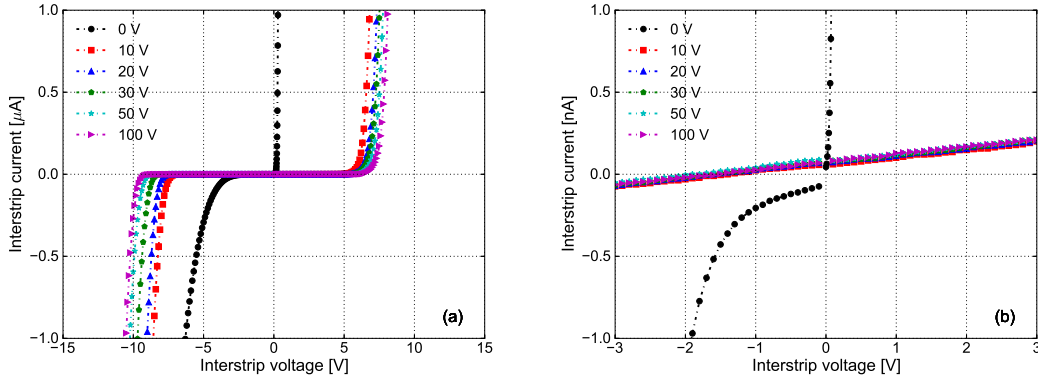 1.0
0.5
0.0
−0.5
−1.0
Interstrip current [μA]
0 V
10 V
20 V
30 V
50 V
100 V
(a)
−15 −10 −5 0 5 10 15
Interstrip voltage [V]
1.0
0.5
0.0
−0.5
−1.0
Interstrip current [nA]
0 V
10 V
20 V
30 V
50 V
100 V
(b)
−3 −2 −1 0 1 2 3
Interstrip voltage [V]